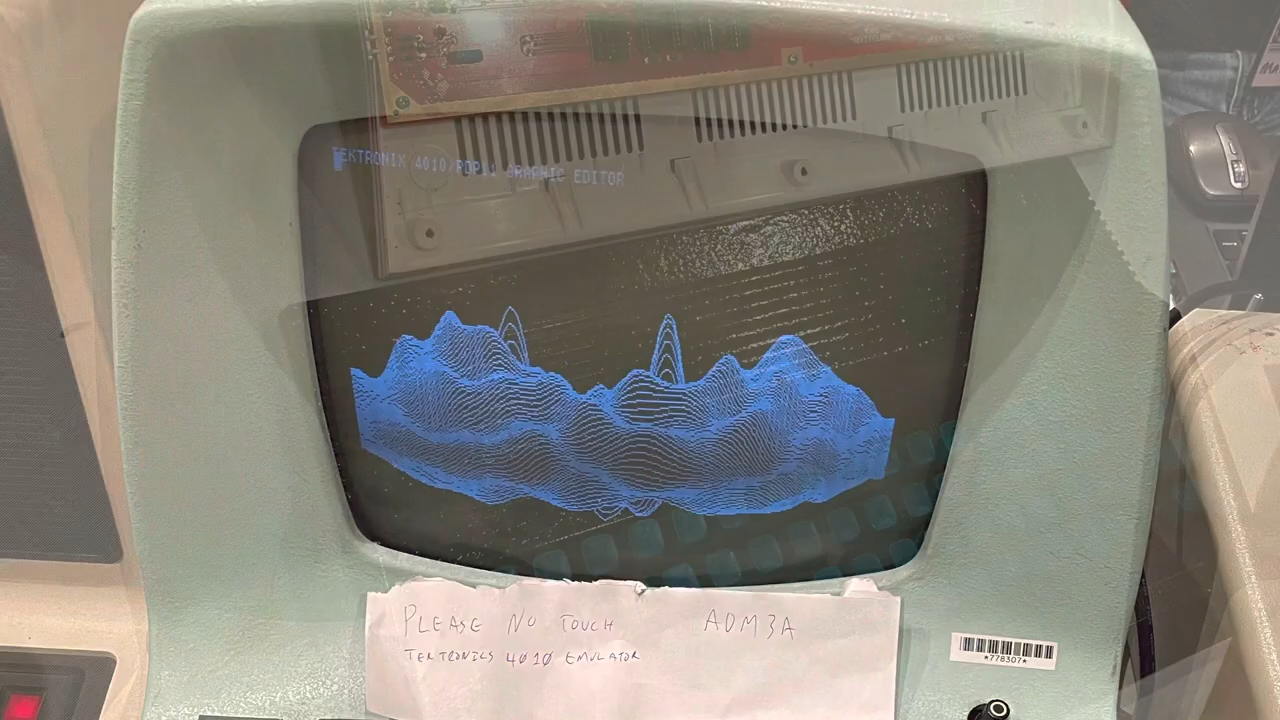 TEKTRONIX 4010/PDP11 GRAPHIC EDITOR
PLEASE NO TOUCH ADM3A
TEKTRONICS 4010 EMULATOR
*778307*